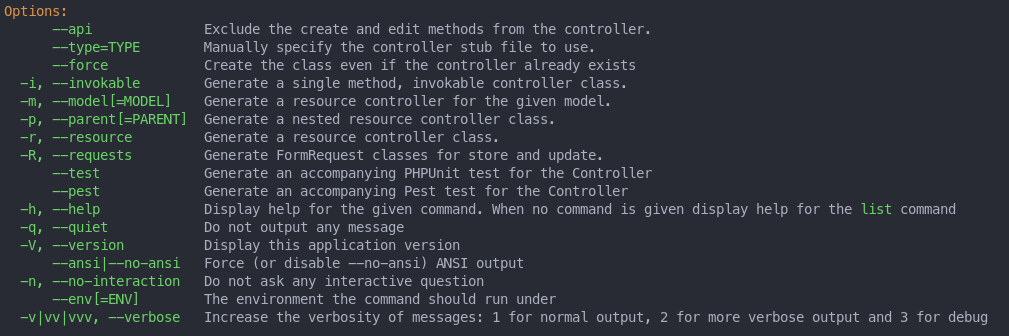 Options:
      --api              Exclude the create and edit methods from the controller.
      --type=TYPE        Manually specify the controller stub file to use.
      --force            Create the class even if the controller already exists
  -i, --invokable        Generate a single method, invokable controller class.
  -m, --model[=MODEL]    Generate a resource controller for the given model.
  -p, --parent[=PARENT]  Generate a nested resource controller class.
  -r, --resource         Generate a resource controller class.
  -R, --requests         Generate FormRequest classes for store and update.
      --test             Generate an accompanying PHPUnit test for the Controller
      --pest             Generate an accompanying Pest test for the Controller
  -h, --help             Display help for the given command. When no command is given display help for the list command
  -q, --quiet            Do not output any message
  -V, --version          Display this application version
      --ansi|--no-ansi   Force (or disable --no-ansi) ANSI output
  -n, --no-interaction   Do not ask any interactive question
      --env[=ENV]        The environment the command should run under
  -v|vv|vvv, --verbose   Increase the verbosity of messages: 1 for normal output, 2 for more verbose output and 3 for debug